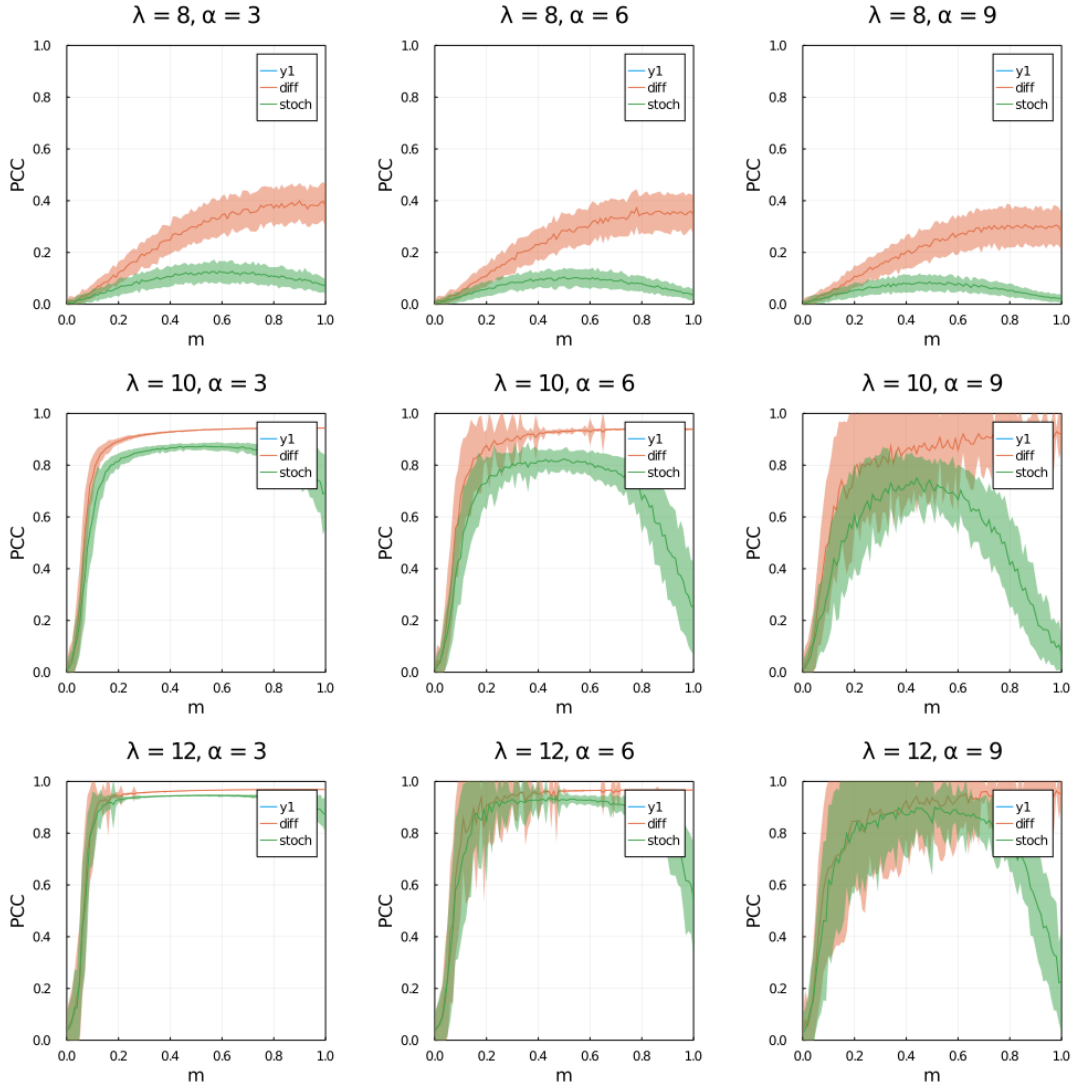 λ = 8, α = 3
1.0
0.8
0.6
0.4
0.2
0.0
PCC
y1
diff
stoch
0.0 0.2 0.4 0.6 0.8 1.0
m
λ = 8, α = 6
1.0
0.8
0.6
0.4
0.2
0.0
PCC
y1
diff
stoch
0.0 0.2 0.4 0.6 0.8 1.0
m
λ = 8, α = 9
1.0
0.8
0.6
0.4
0.2
0.0
PCC
y1
diff
stoch
0.0 0.2 0.4 0.6 0.8 1.0
m
λ = 10, α = 3
1.0
0.8
0.6
0.4
0.2
0.0
PCC
y1
diff
stoch
0.0 0.2 0.4 0.6 0.8 1.0
m
λ = 10, α = 6
1.0
0.8
0.6
0.4
0.2
0.0
PCC
y1
diff
stoch
0.0 0.2 0.4 0.6 0.8 1.0
m
λ = 10, α = 9
1.0
0.8
0.6
0.4
0.2
0.0
PCC
y1
diff
stoch
0.0 0.2 0.4 0.6 0.8 1.0
m
λ = 12, α = 3
1.0
0.8
0.6
0.4
0.2
0.0
PCC
y1
diff
stoch
0.0 0.2 0.4 0.6 0.8 1.0
m
λ = 12, α = 6
1.0
0.8
0.6
0.4
0.2
0.0
PCC
y1
diff
stoch
0.0 0.2 0.4 0.6 0.8 1.0
m
λ = 12, α = 9
1.0
0.8
0.6
0.4
0.2
0.0
PCC
y1
diff
stoch
0.0 0.2 0.4 0.6 0.8 1.0
m